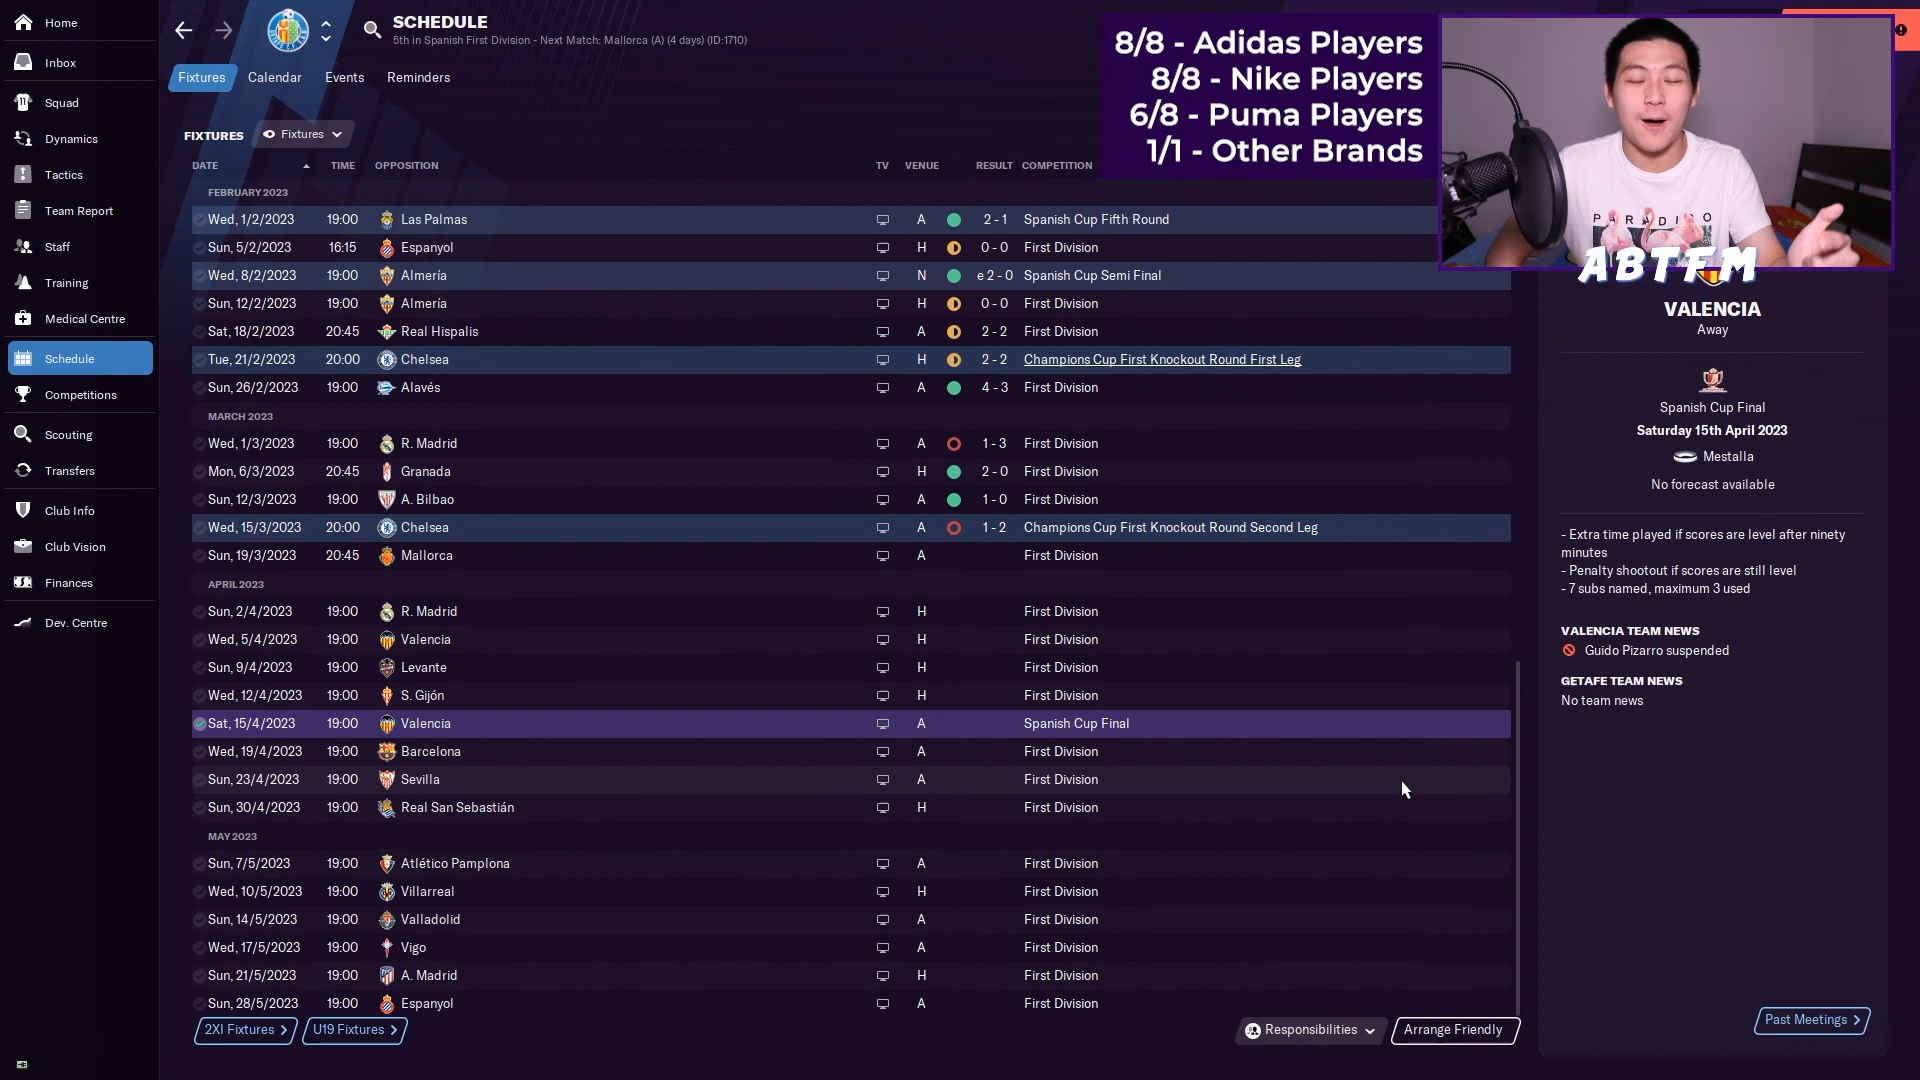 Home
Inbox
Squad
Dynamics
Tactics
Team Report
Staff
Training
Medical Centre
Schedule
Competitions
Scouting
Transfers
Club Info
Club Vision
Finances
Dev. Centre
SCHEDULE
5th in Spanish First Division - Next Match: Mallorca (A) (4 days) (ID:1710)
Fixtures Calendar Events Reminders
8/8 - Adidas Players
8/8 - Nike Players
6/8 - Puma Players
1/1 - Other Brands
PARADISO
ABTFM
FIXTURES Fixtures
DATE TIME OPPOSITION TV VENUE RESULT COMPETITION
FEBRUARY 2023
Wed, 1/2/2023 19:00 Las Palmas A 2 - 1 Spanish Cup Fifth Round
Sun, 5/2/2023 16:15 Espanyol H 0 - 0 First Division
Wed, 8/2/2023 19:00 Almería N e 2 - 0 Spanish Cup Semi Final
Sun, 12/2/2023 19:00 Almería H 0 - 0 First Division
Sat, 18/2/2023 20:45 Real Hispalis A 2 - 2 First Division
Tue, 21/2/2023 20:00 Chelsea H 2 - 2 Champions Cup First Knockout Round First Leg
Sun, 26/2/2023 19:00 Alavés A 4 - 3 First Division
MARCH 2023
Wed, 1/3/2023 19:00 R. Madrid A 1 - 3 First Division
Mon, 6/3/2023 20:45 Granada H 2 - 0 First Division
Sun, 12/3/2023 19:00 A. Bilbao A 1 - 0 First Division
Wed, 15/3/2023 20:00 Chelsea A 1 - 2 Champions Cup First Knockout Round Second Leg
Sun, 19/3/2023 20:45 Mallorca A First Division
APRIL 2023
Sun, 2/4/2023 19:00 R. Madrid H First Division
Wed, 5/4/2023 19:00 Valencia H First Division
Sun, 9/4/2023 19:00 Levante H First Division
Wed, 12/4/2023 19:00 S. Gijón H First Division
Sat, 15/4/2023 19:00 Valencia A Spanish Cup Final
Wed, 19/4/2023 19:00 Barcelona A First Division
Sun, 23/4/2023 19:00 Sevilla A First Division
Sun, 30/4/2023 19:00 Real San Sebastián H First Division
MAY 2023
Sun, 7/5/2023 19:00 Atlético Pamplona A First Division
Wed, 10/5/2023 19:00 Villarreal H First Division
Sun, 14/5/2023 19:00 Valladolid A First Division
Wed, 17/5/2023 19:00 Vigo A First Division
Sun, 21/5/2023 19:00 A. Madrid H First Division
Sun, 28/5/2023 19:00 Espanyol A First Division
2XI Fixtures U19 Fixtures Responsibilities Arrange Friendly
VALENCIA
Away
Spanish Cup Final
Saturday 15th April 2023
Mestalla
No forecast available
- Extra time played if scores are level after ninety
minutes
- Penalty shootout if scores are still level
- 7 subs named, maximum 3 used
VALENCIA TEAM NEWS
Guido Pizarro suspended
GETAFE TEAM NEWS
No team news
Past Meetings